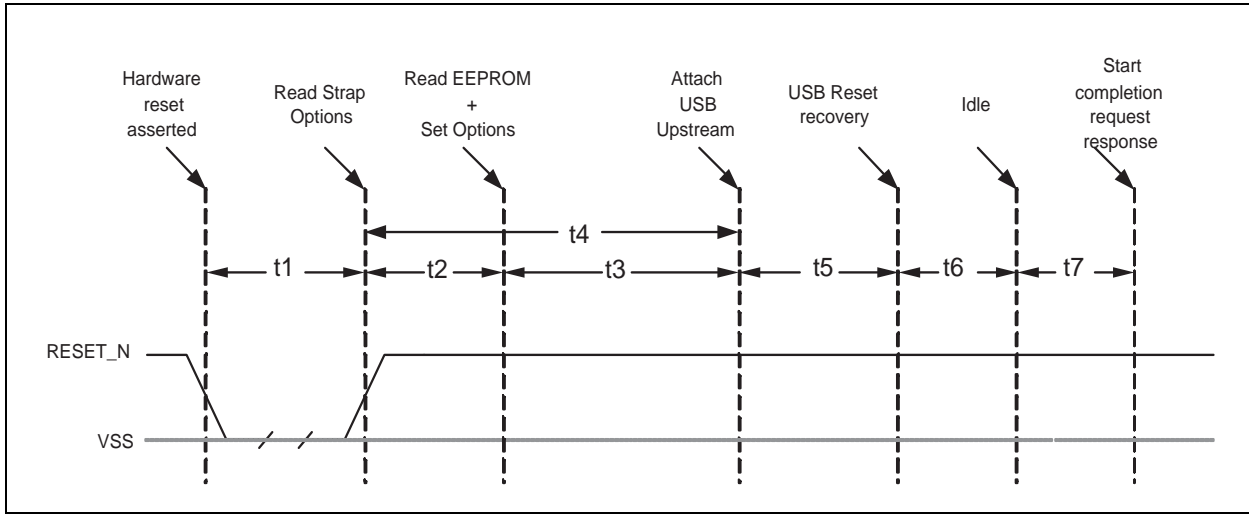 Hardware
reset
asserted
Read Strap
Options
Read EEPROM
+
Set Options
Attach
USB
Upstream
USB Reset
recovery
Idle
Start
completion
request
response
t4
t1
t2
t3
t5
t6
t7
RESET_N
VSS